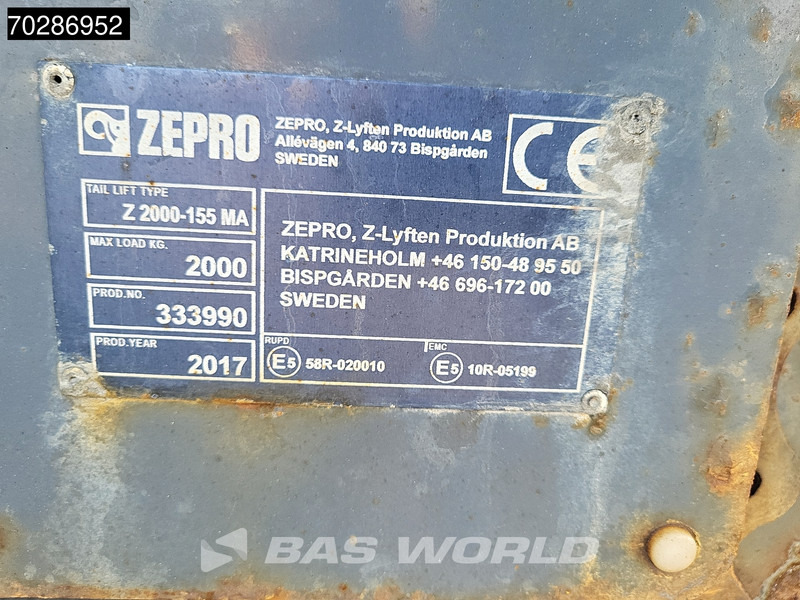 70286952
ZEPRO
ZEPRO, Z-Lyften Produktion AB
Allévägen 4, 840 73 Bispgården
SWEDEN
CE
TAIL LIFT TYPE
Z 2000-155 MA
MAX LOAD KG.
2000
PROD.NO.
333990
PROD.YEAR
2017
ZEPRO, Z-Lyften Produktion AB
KATRINEHOLM +46 150-48 95 50
BISPGÅRDEN +46 696-172 00
SWEDEN
RUPD
E5 58R-020010
EMC
E5 10R-05199
BAS WORLD